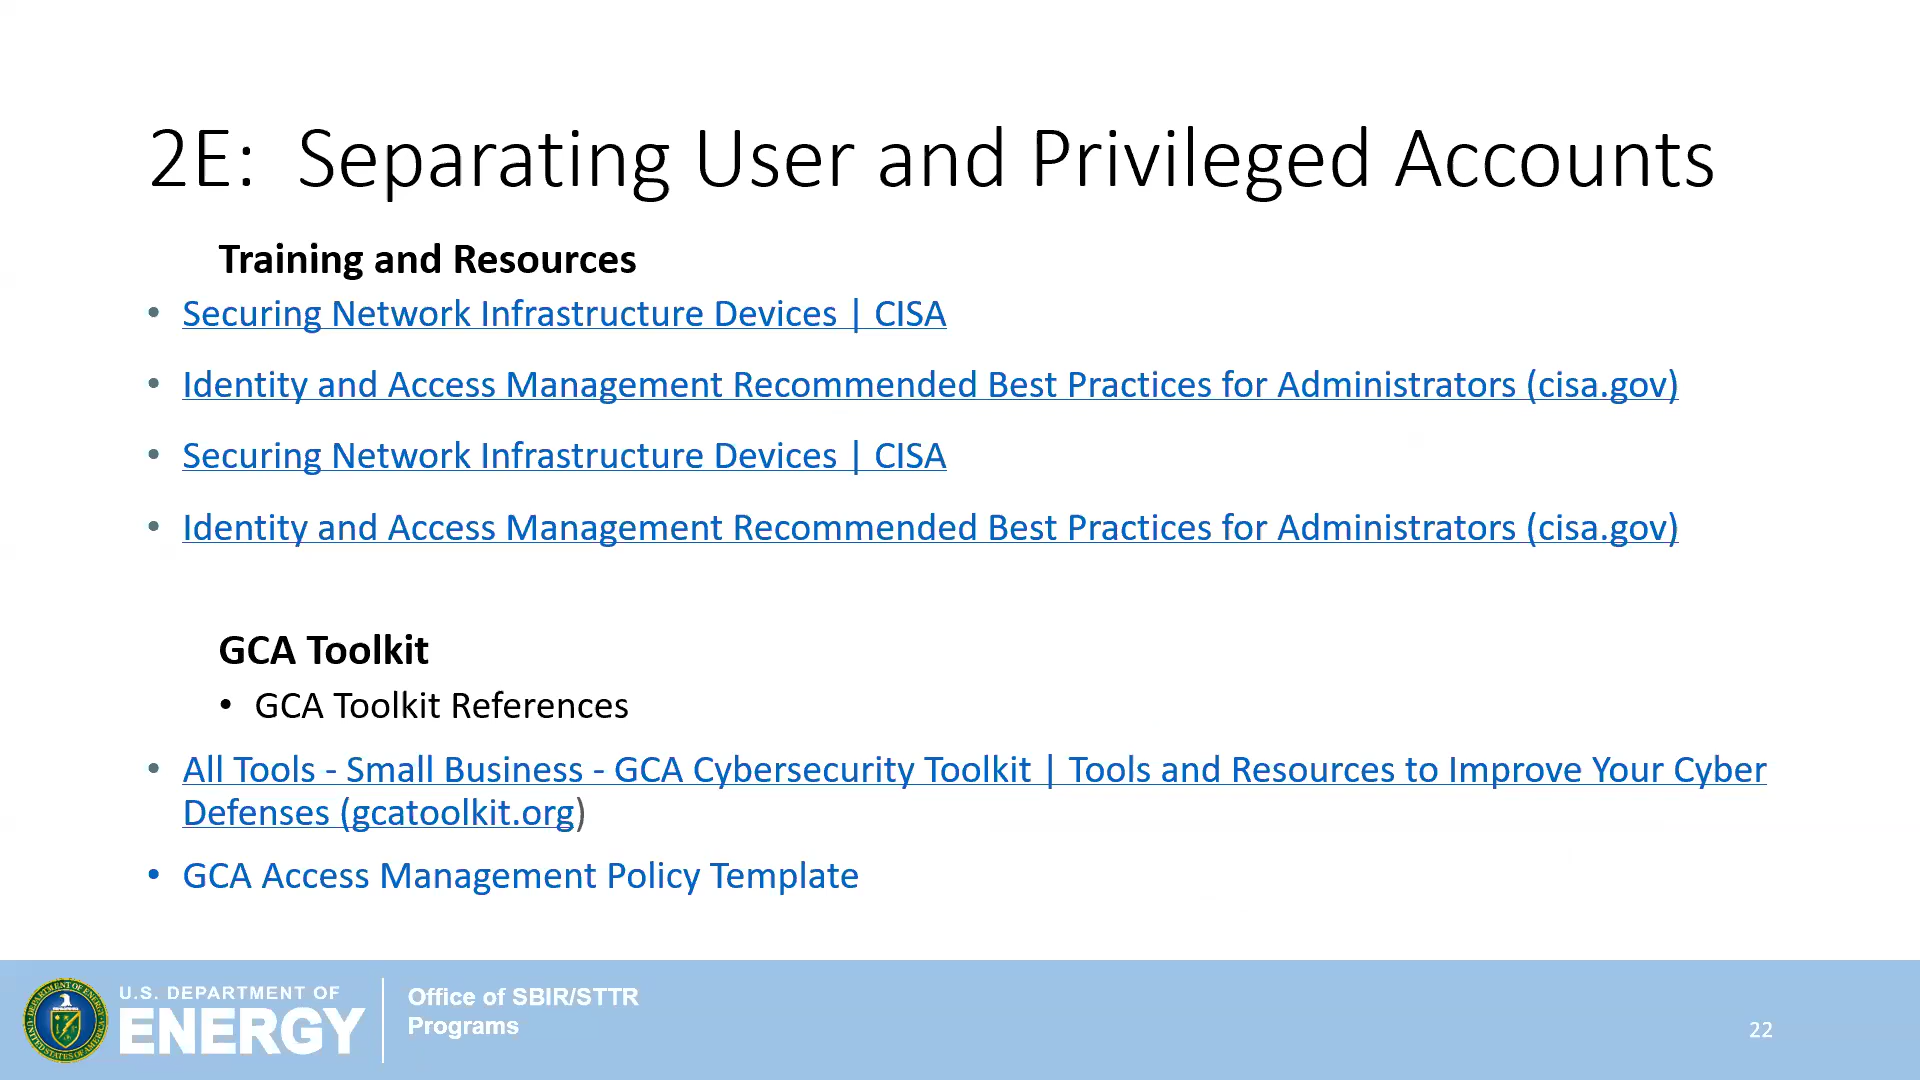 2E: Separating User and Privileged Accounts
Training and Resources
• Securing Network Infrastructure Devices | CISA
• Identity and Access Management Recommended Best Practices for Administrators (cisa.gov)
• Securing Network Infrastructure Devices | CISA
• Identity and Access Management Recommended Best Practices for Administrators (cisa.gov)
GCA Toolkit
• GCA Toolkit References
• All Tools - Small Business - GCA Cybersecurity Toolkit | Tools and Resources to Improve Your Cyber
Defenses (gcatoolkit.org)
• GCA Access Management Policy Template
U.S. DEPARTMENT OF
ENERGY
Office of SBIR/STTR
Programs
22